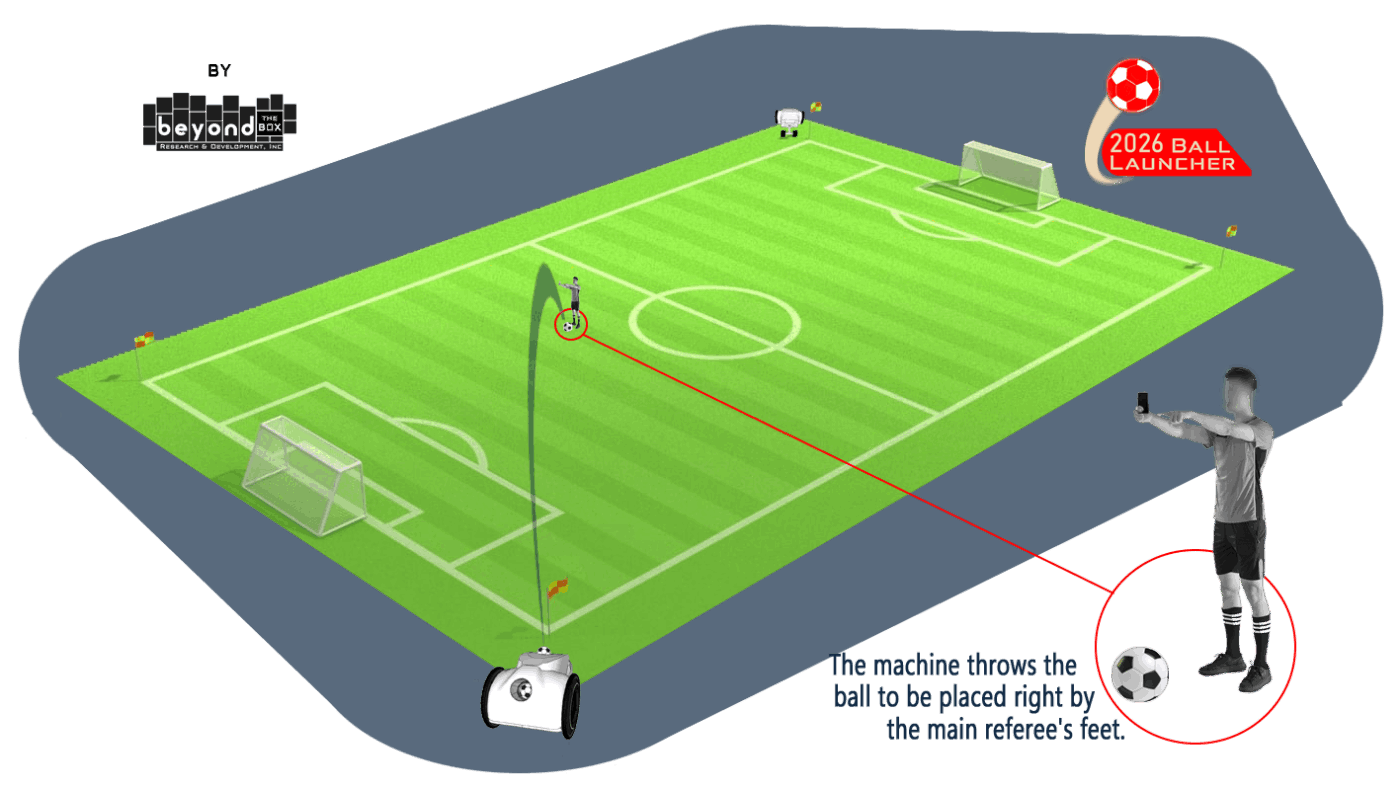 BY
beyond THE BOX
RESEARCH & DEVELOPMENT, INC
2026 BALL
LAUNCHER
The machine throws the
ball to be placed right by
the main referee's feet.